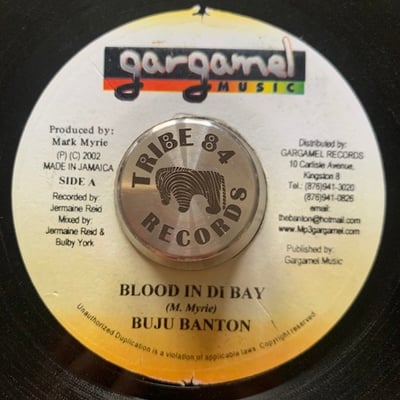 gargamel
MUSIC
Produced by:
Mark Myrie
(P) (C) 2002
MADE IN JAMAICA
SIDE A
Recorded by:
Jermaine Reid
Mixed by:
Jermaine Reid &
Bulby York
TRIBE 84
RECORDS
Distributed by:
GARGAMEL RECORDS
10 Carlisle Avenue,
Kingston 8
Tel.: (876)941-3020
(876)941-0826
email:
thebanton@hotmail.com
www.Mp3gargamel.com
Published by:
Gargamel Music
BLOOD IN DI BAY
(M. Myrie)
BUJU BANTON
Unauthorized Duplication is a violation of applicable laws. Copyright reserved